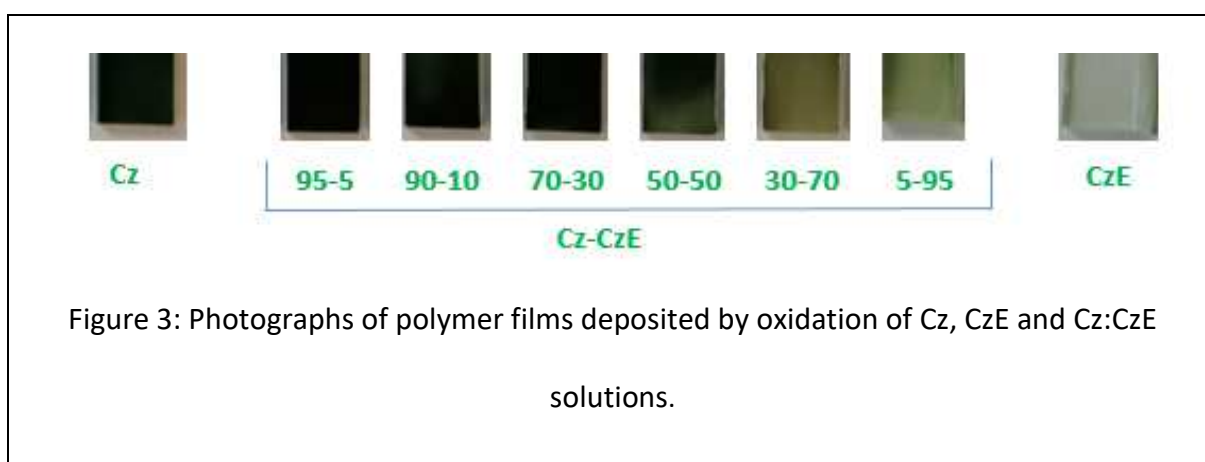 Cz
95-5 90-10 70-30 50-50 30-70 5-95
CzE
Cz-CzE
Figure 3: Photographs of polymer films deposited by oxidation of Cz, CzE and Cz:CzE
solutions.